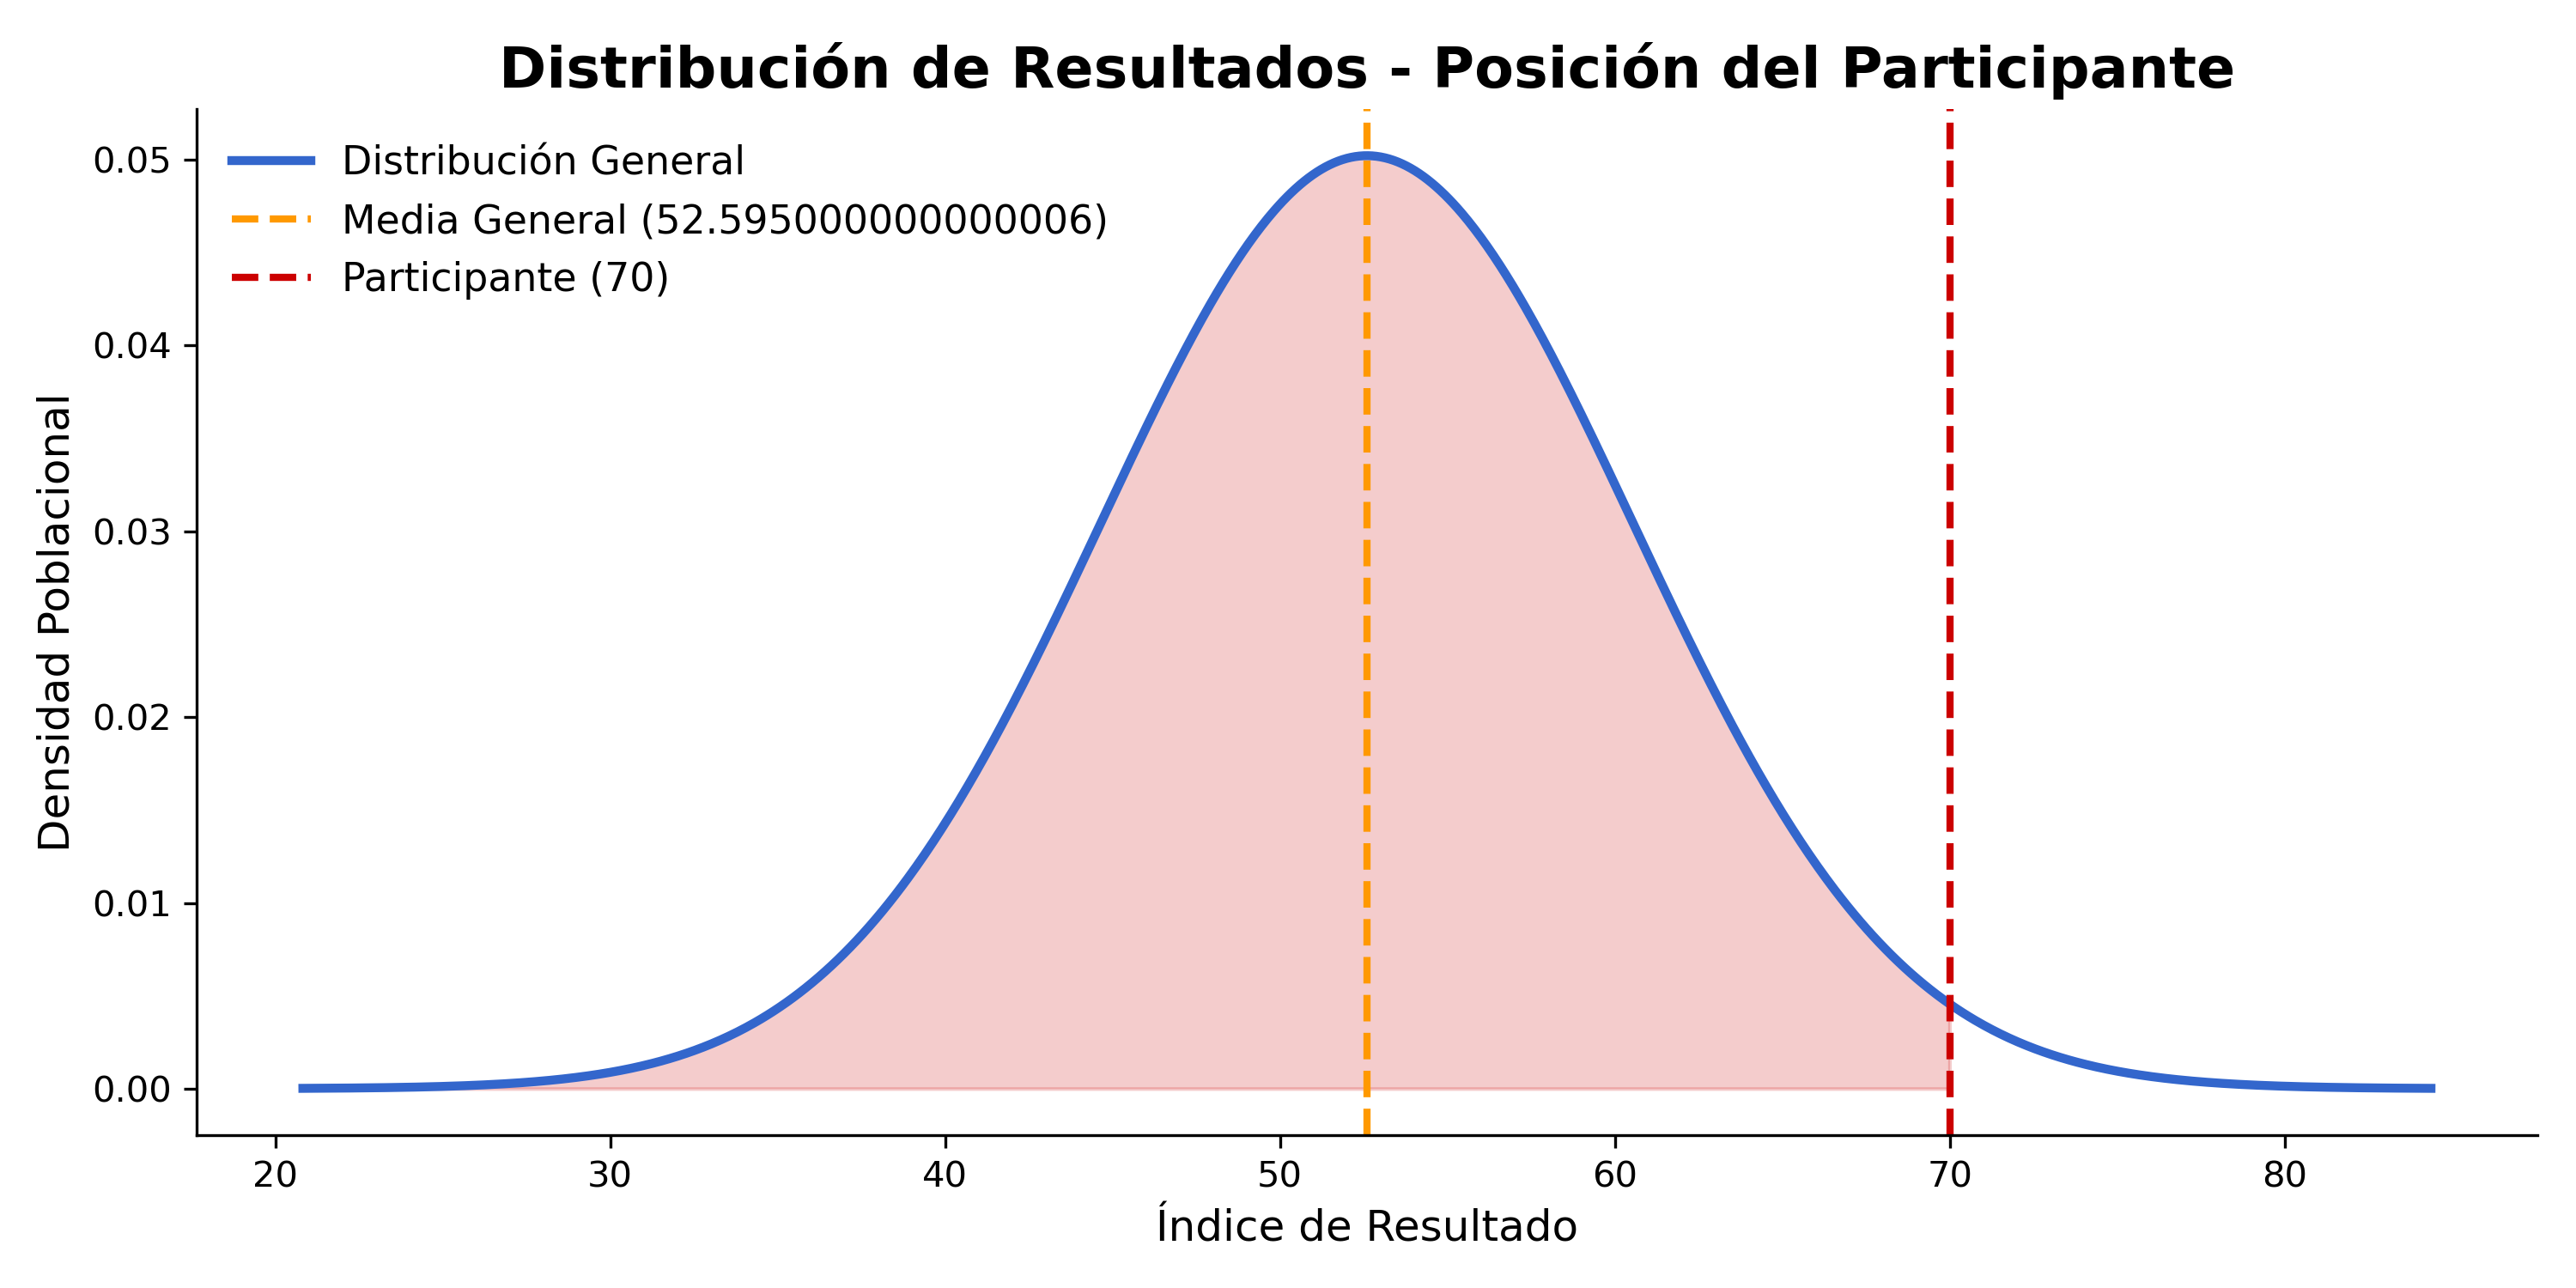 Distribución de Resultados - Posición del Participante
Distribución General
Media General (52.595000000000006)
Participante (70)
Densidad Poblacional
0.05
0.04
0.03
0.02
0.01
0.00
20 30 40 50 60 70 80
Índice de Resultado